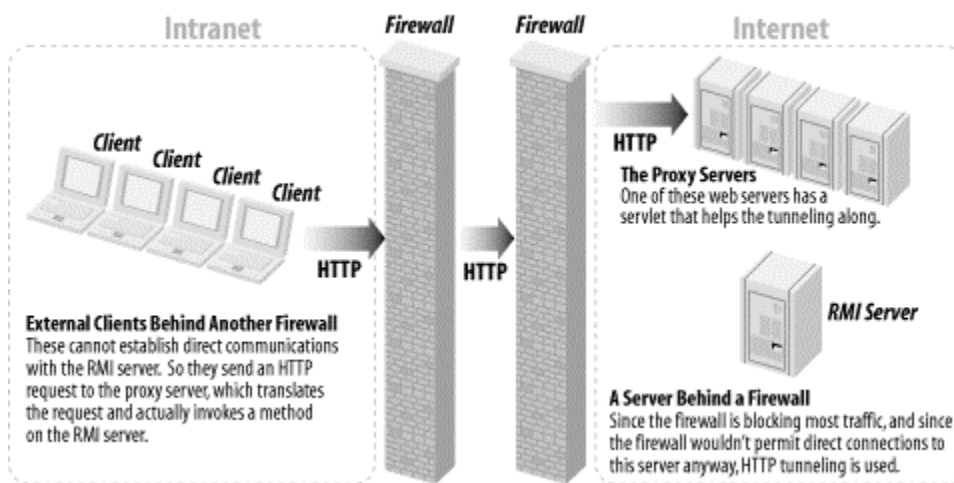 Intranet
Firewall
Firewall
Internet
Client
Client
Client
Client
HTTP
HTTP
HTTP
The Proxy Servers
One of these web servers has a
servlet that helps the tunneling along.
RMI Server
External Clients Behind Another Firewall
These cannot establish direct communications
with the RMI server. So they send an HTTP
request to the proxy server, which translates
the request and actually invokes a method
on the RMI server.
A Server Behind a Firewall
Since the firewall is blocking most traffic, and since
the firewall wouldn't permit direct connections to
this server anyway, HTTP tunneling is used.